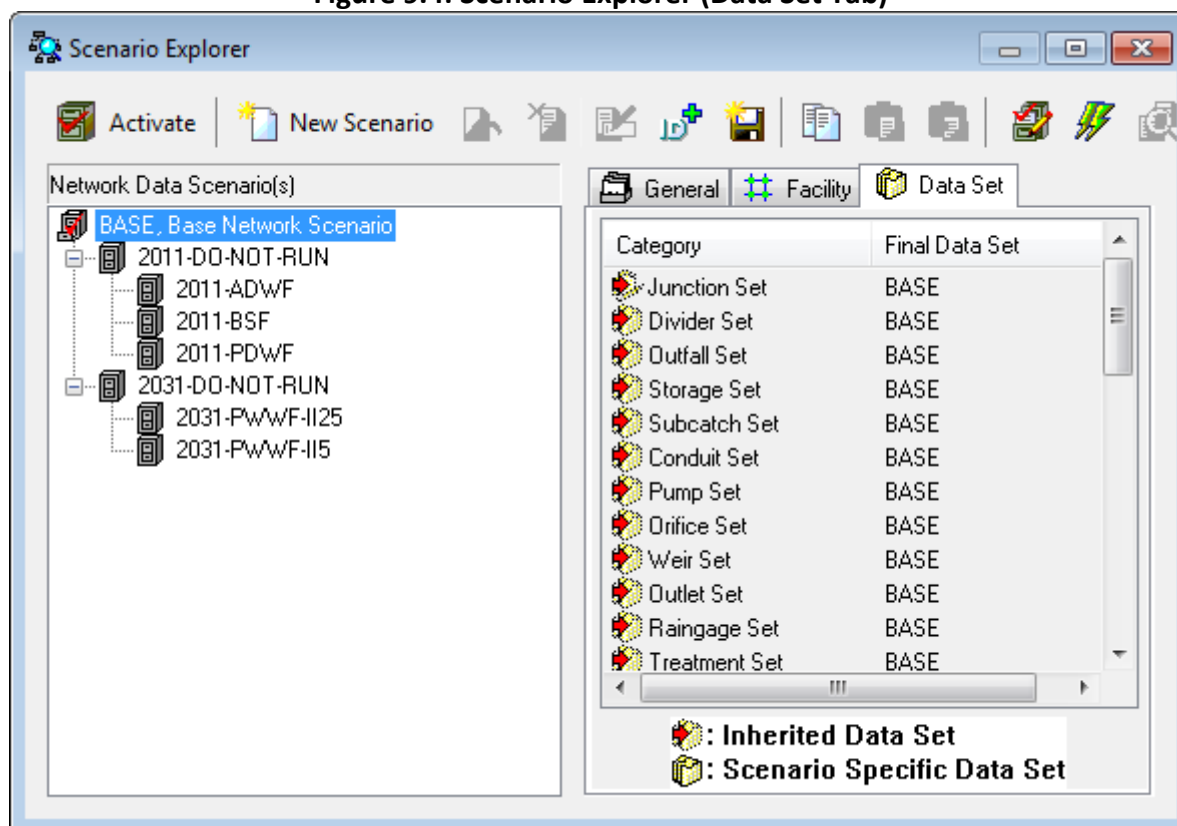 Scenario Explorer
Activate
New Scenario
Network Data Scenario(s)
BASE, Base Network Scenario
2011-DO-NOT-RUN
2011-ADWF
2011-BSF
2011-PDWF
2031-DO-NOT-RUN
2031-PWWF-II25
2031-PWWF-II5
General
Facility
Data Set
Category Final Data Set
Junction Set BASE
Divider Set BASE
Outfall Set BASE
Storage Set BASE
Subcatch Set BASE
Conduit Set BASE
Pump Set BASE
Orifice Set BASE
Weir Set BASE
Outlet Set BASE
Raingage Set BASE
Treatment Set BASE
: Inherited Data Set
: Scenario Specific Data Set